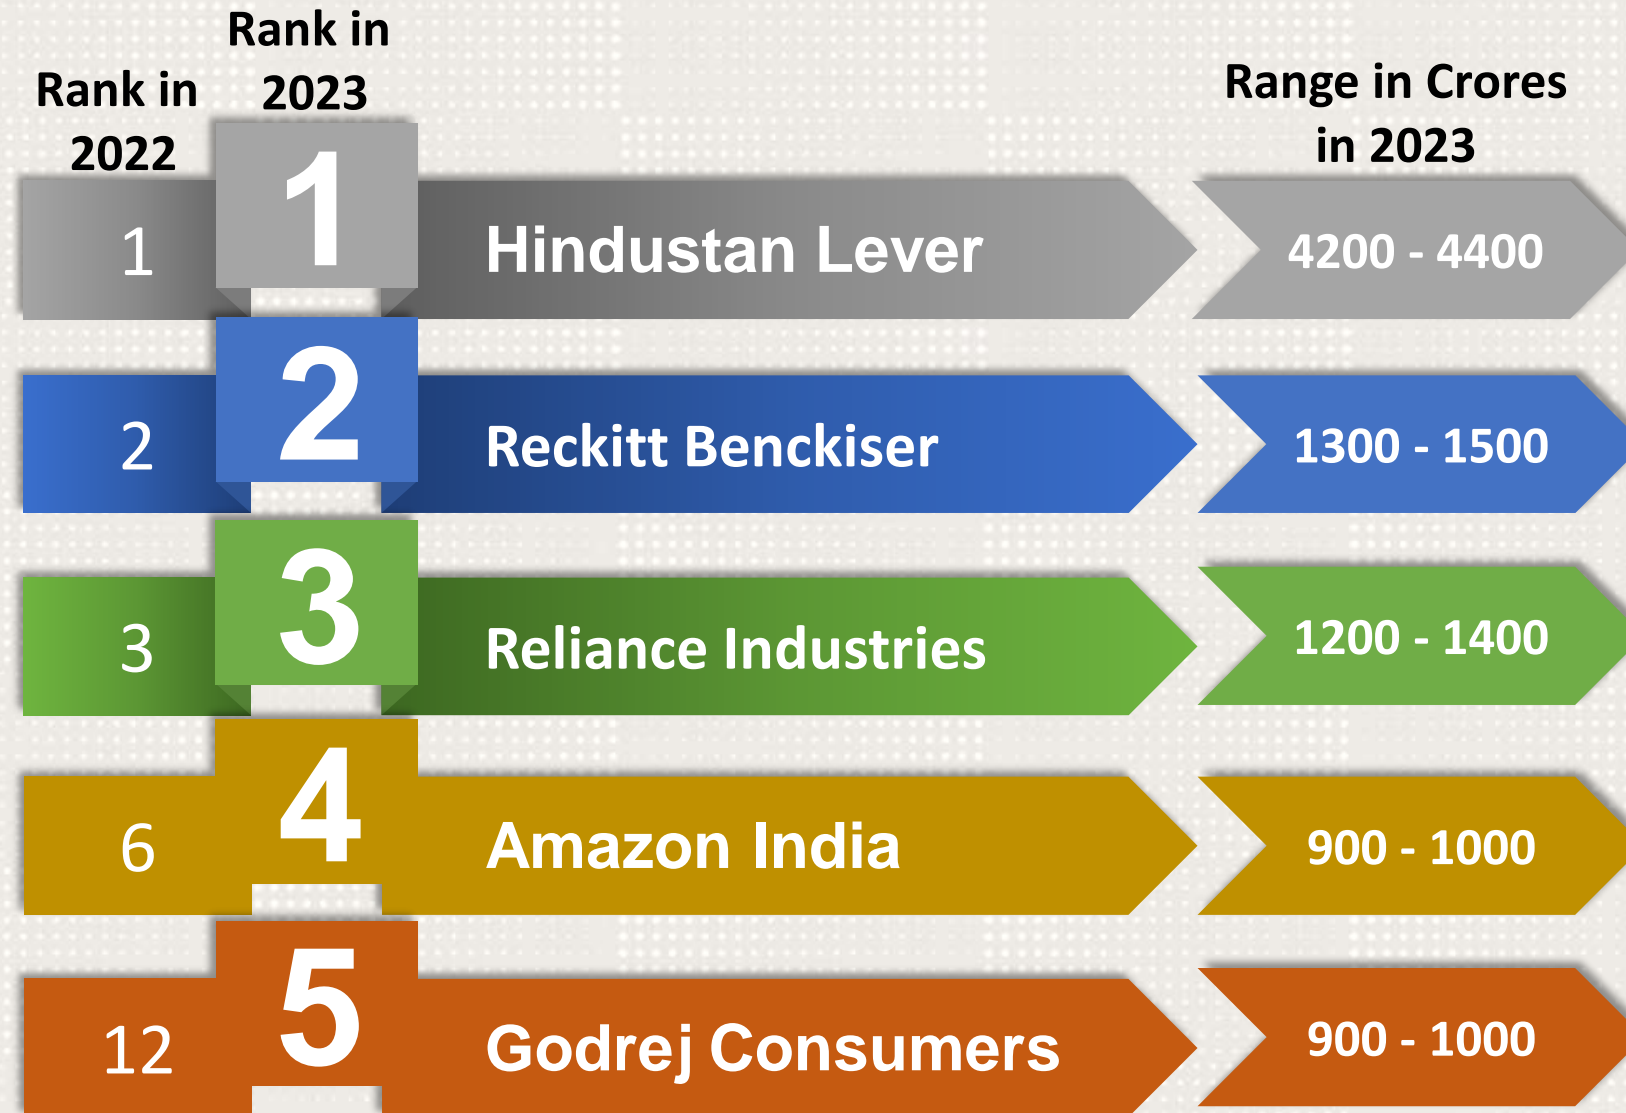 Rank in
2022
Rank in
2023
Range in Crores
in 2023
1
1
Hindustan Lever
4200 - 4400
2
2
Reckitt Benckiser
1300 - 1500
3
3
Reliance Industries
1200 - 1400
6
4
Amazon India
900 - 1000
12
5
Godrej Consumers
900 - 1000